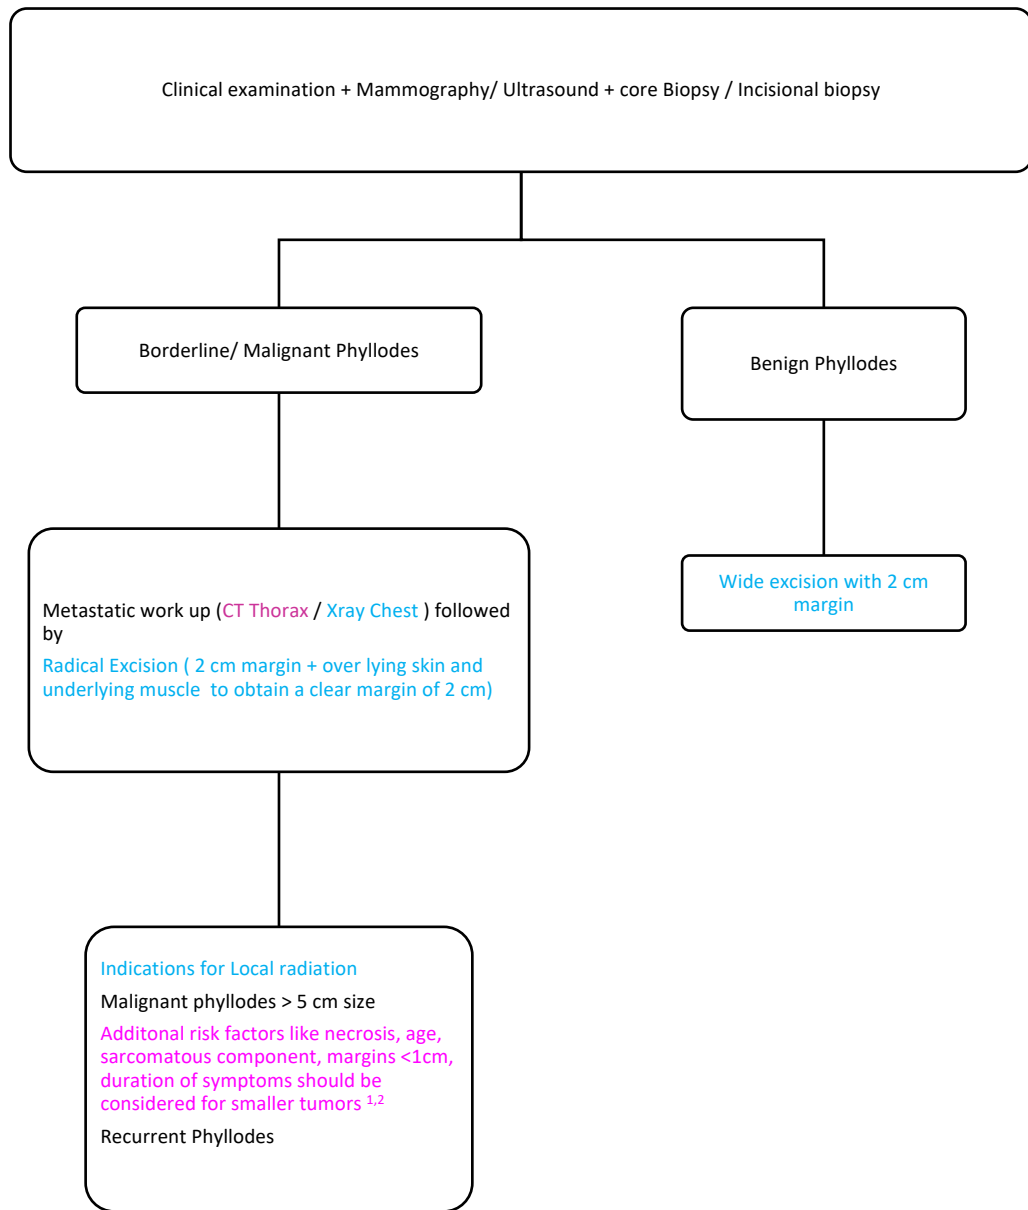 Clinical examination + Mammography/ Ultrasound + core Biopsy / Incisional biopsy
Borderline/ Malignant Phyllodes
Benign Phyllodes
Metastatic work up (CT Thorax / Xray Chest ) followed
by
Radical Excision ( 2 cm margin + over lying skin and
underlying muscle to obtain a clear margin of 2 cm)
Wide excision with 2 cm
margin
Indications for Local radiation
Malignant phyllodes > 5 cm size
Additonal risk factors like necrosis, age,
sarcomatous component, margins <1cm,
duration of symptoms should be
considered for smaller tumors 1,2
Recurrent Phyllodes